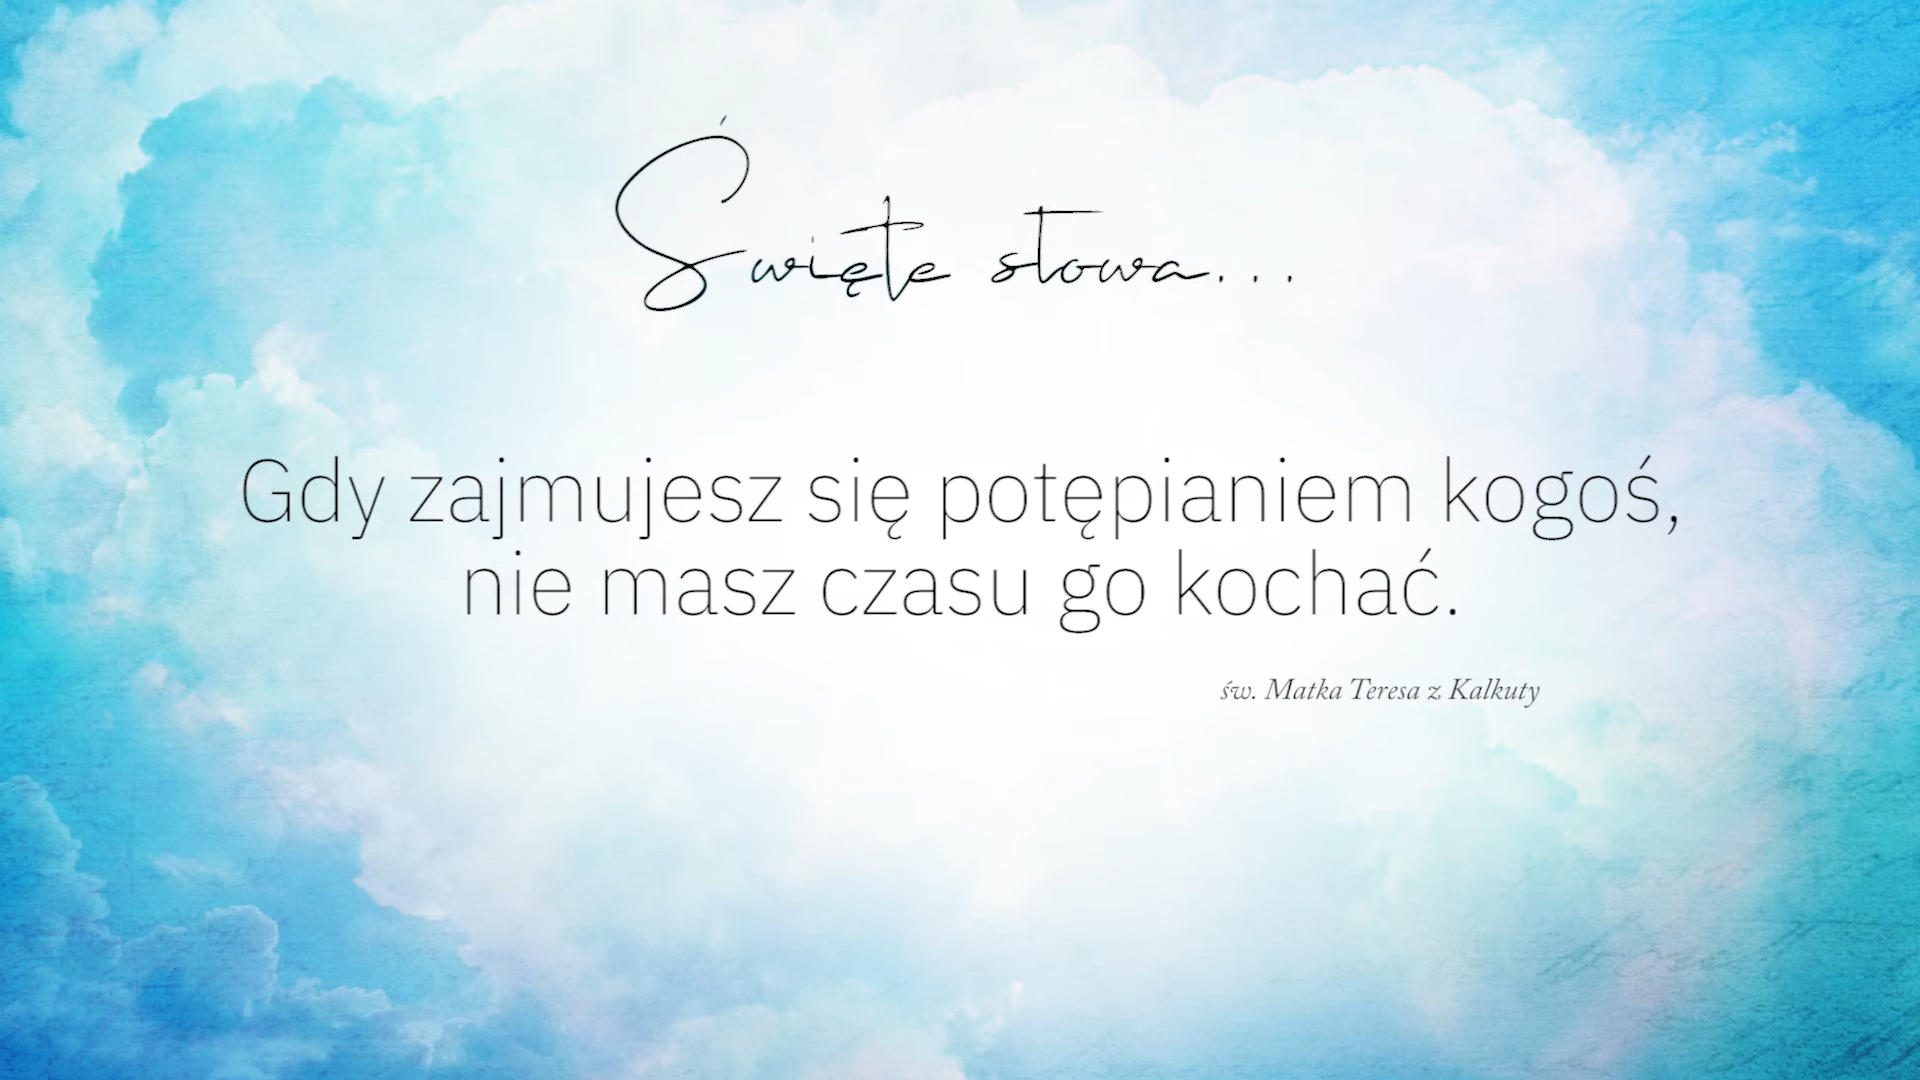 Święte słowa...
Gdy zajmujesz się potępianiem kogoś,
nie masz czasu go kochać.
św. Matka Teresa z Kalkuty